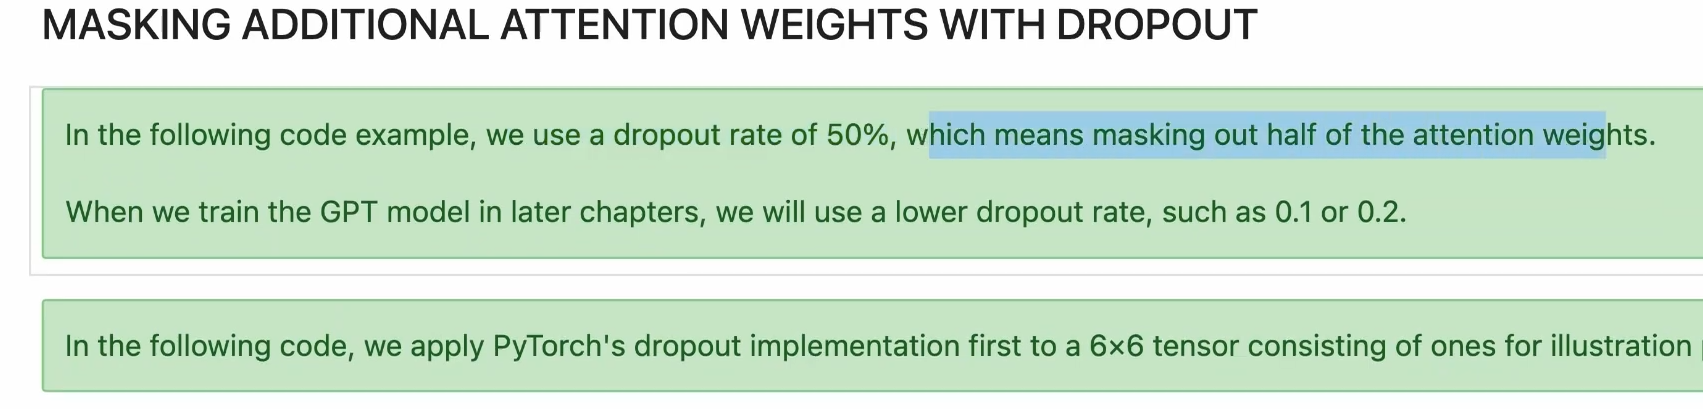 MASKING ADDITIONAL ATTENTION WEIGHTS WITH DROPOUT
In the following code example, we use a dropout rate of 50%, which means masking out half of the attention weights.
When we train the GPT model in later chapters, we will use a lower dropout rate, such as 0.1 or 0.2.
In the following code, we apply PyTorch's dropout implementation first to a 6×6 tensor consisting of ones for illustration